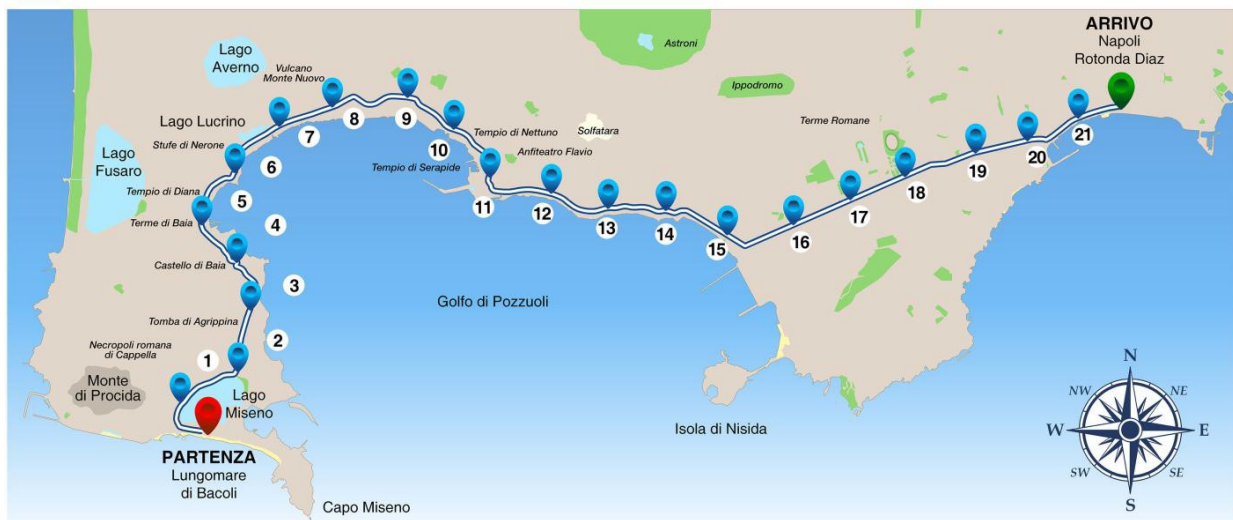 ARRIVO
Napoli
Rotonda Diaz
Lago
Averno
Astroni
Vulcano
Monte Nuovo
Ippodromo
Lago Lucrino
Stufe di Nerone
Lago
Fusaro
Solfatara
Terme Romane
Tempio di Nettuno
Anfiteatro Flavio
Tempio di Serapide
Tempio di Diana
Terme di Baia
Castello di Baia
Golfo di Pozzuoli
Tomba di Agrippina
Necropoli romana
di Cappella
Monte
di Procida
Lago
Miseno
PARTENZA
Lungomare
di Bacoli
Capo Miseno
Isola di Nisida
1
2
3
4
5
6
7
8
9
10
11
12
13
14
15
16
17
18
19
20
21
N
NW
NE
W
E
SW
SE
S